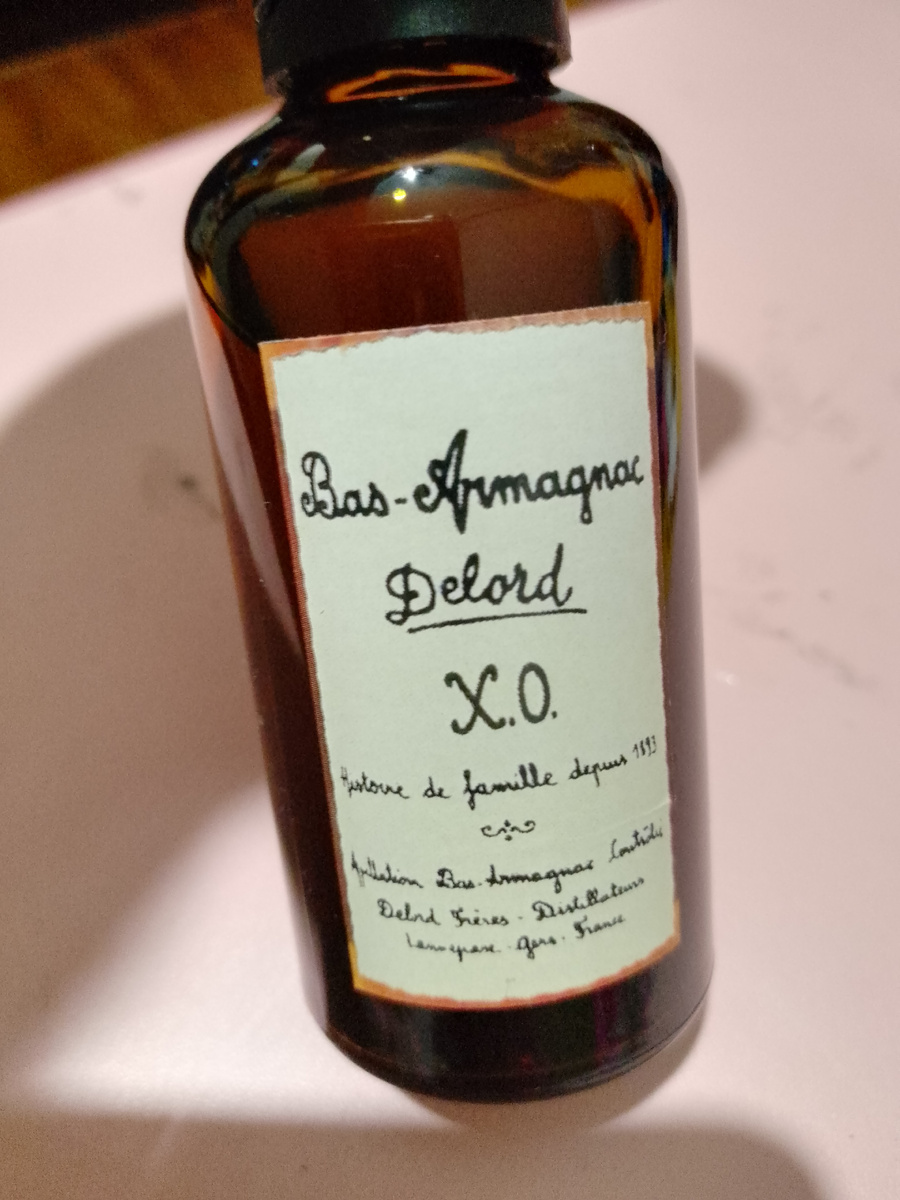 Bas-Armagnac
Delord
X.O.
Histoire de famille depuis 1893
Appellation Bas-Armagnac Contrôlée
Delord Frères - Distillateurs
Lannepax - Gers - France